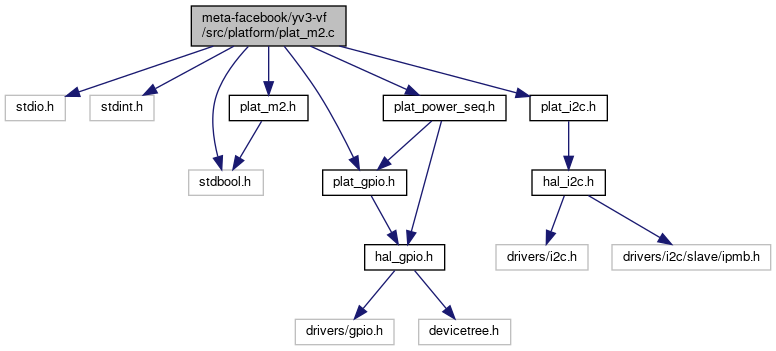 meta-facebook/yv3-vf
/src/platform/plat_m2.c
stdio.h
stdint.h
plat_m2.h
plat_power_seq.h
plat_i2c.h
stdbool.h
plat_gpio.h
hal_i2c.h
hal_gpio.h
drivers/i2c.h
drivers/i2c/slave/ipmb.h
drivers/gpio.h
devicetree.h